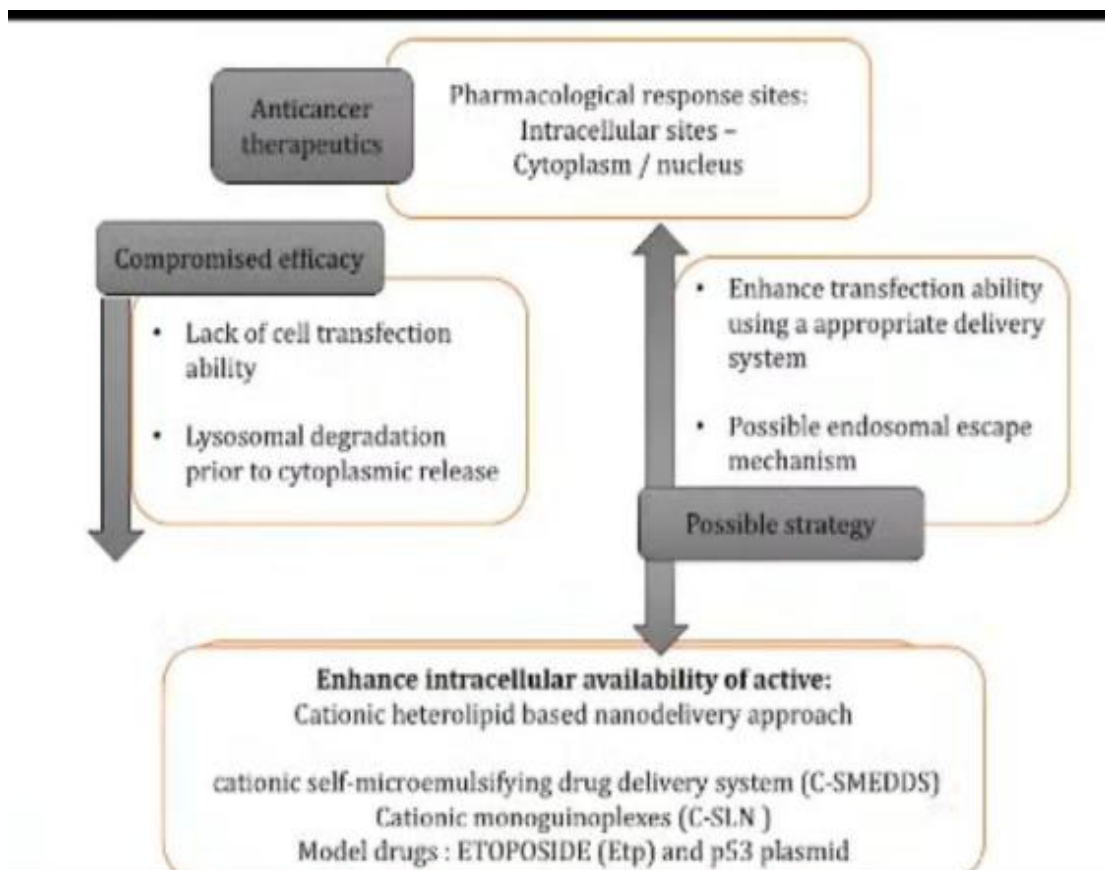 Anticancer
therapeutics
Pharmacological response sites:
Intracellular sites –
Cytoplasm / nucleus
Compromised efficacy
• Lack of cell transfection
ability
• Lysosomal degradation
prior to cytoplasmic release
• Enhance transfection ability
using a appropriate delivery
system
• Possible endosomal escape
mechanism
Possible strategy
Enhance intracellular availability of active:
Cationic heterolipid based nanodelivery approach
cationic self-microemulsifying drug delivery system (C-SMEDDS)
Cationic monoguinoplexes (C-SLN )
Model drugs : ETOPOSIDE (Etp) and p53 plasmid